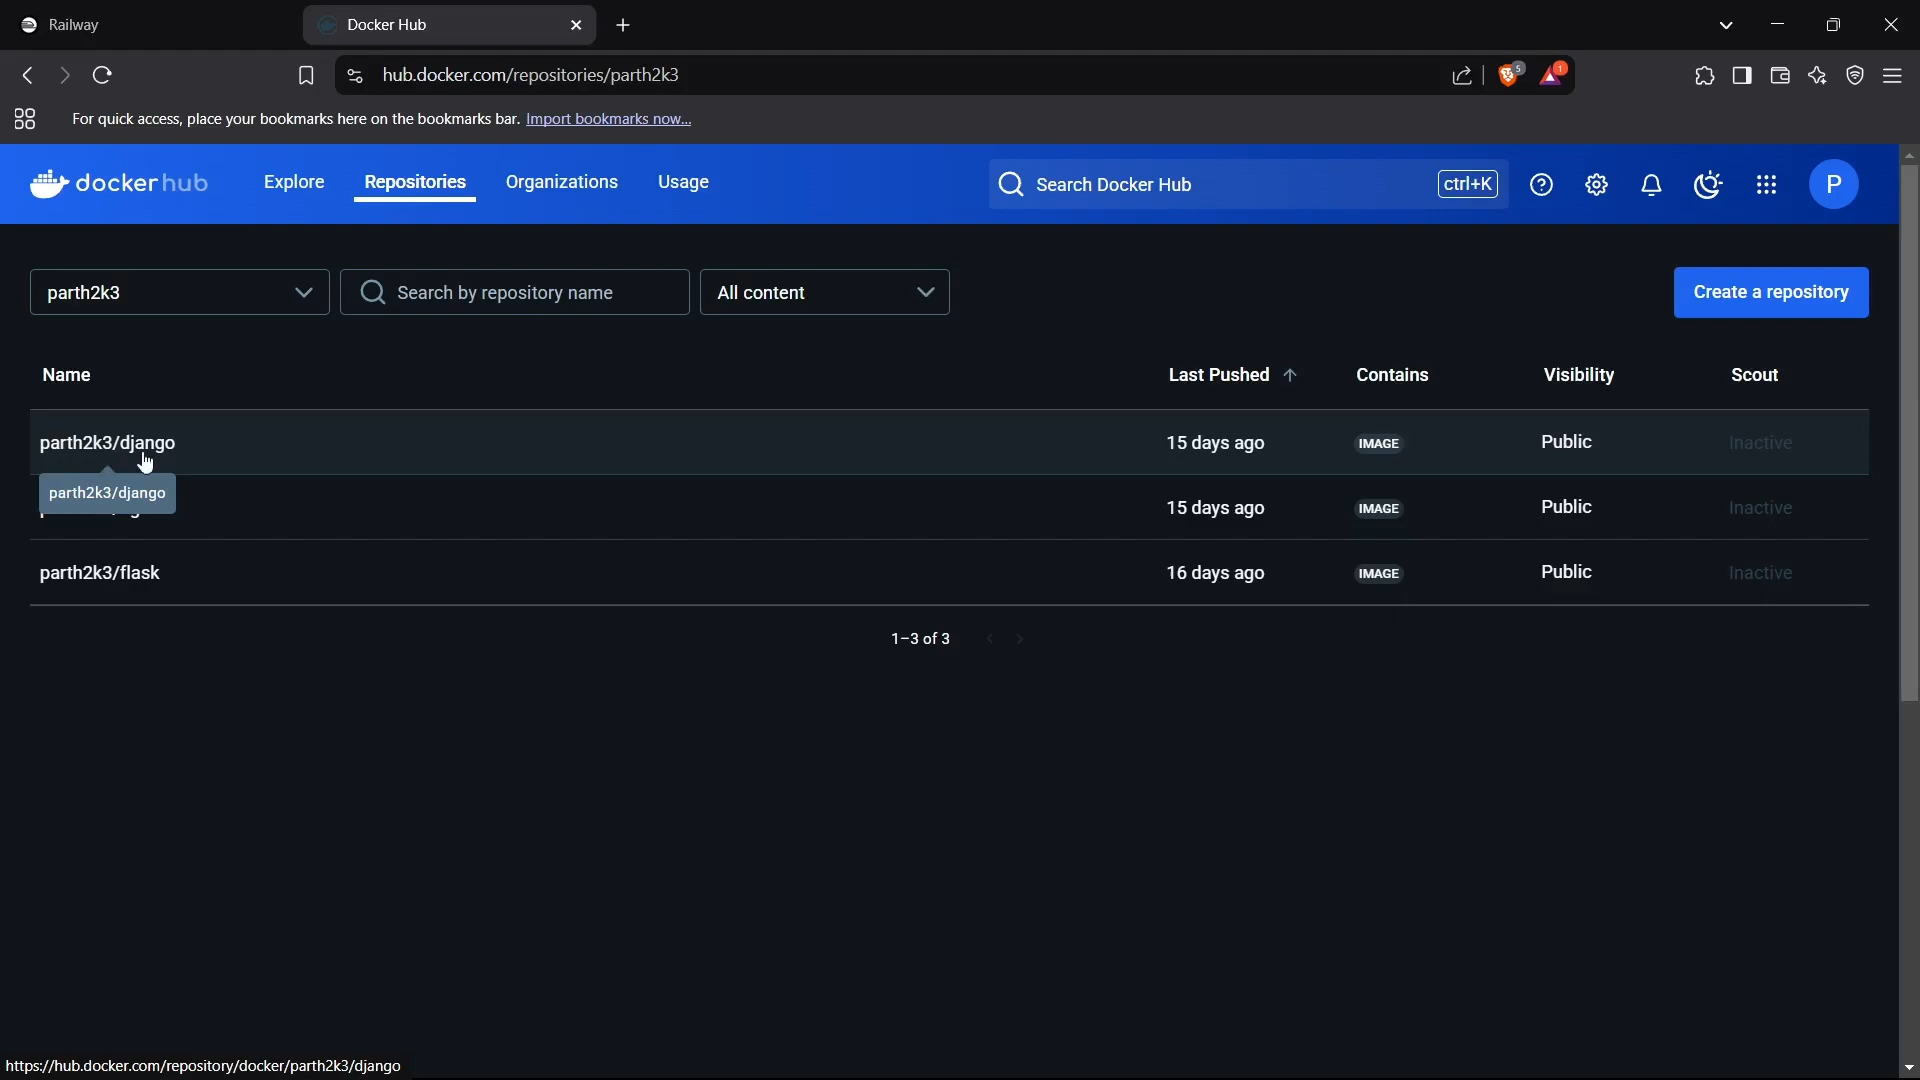 Railway
Docker Hub
hub.docker.com/repositories/parth2k3
5
1
For quick access, place your bookmarks here on the bookmarks bar. Import bookmarks now...
dockerhub
Explore
Repositories
Organizations
Usage
Search Docker Hub
ctrl+K
P
parth2k3
Search by repository name
All content
Create a repository
Name
Last Pushed
Contains
Visibility
Scout
parth2k3/django
15 days ago
IMAGE
Public
Inactive
parth2k3/django
15 days ago
IMAGE
Public
Inactive
parth2k3/flask
16 days ago
IMAGE
Public
Inactive
1–3 of 3
https://hub.docker.com/repository/docker/parth2k3/django